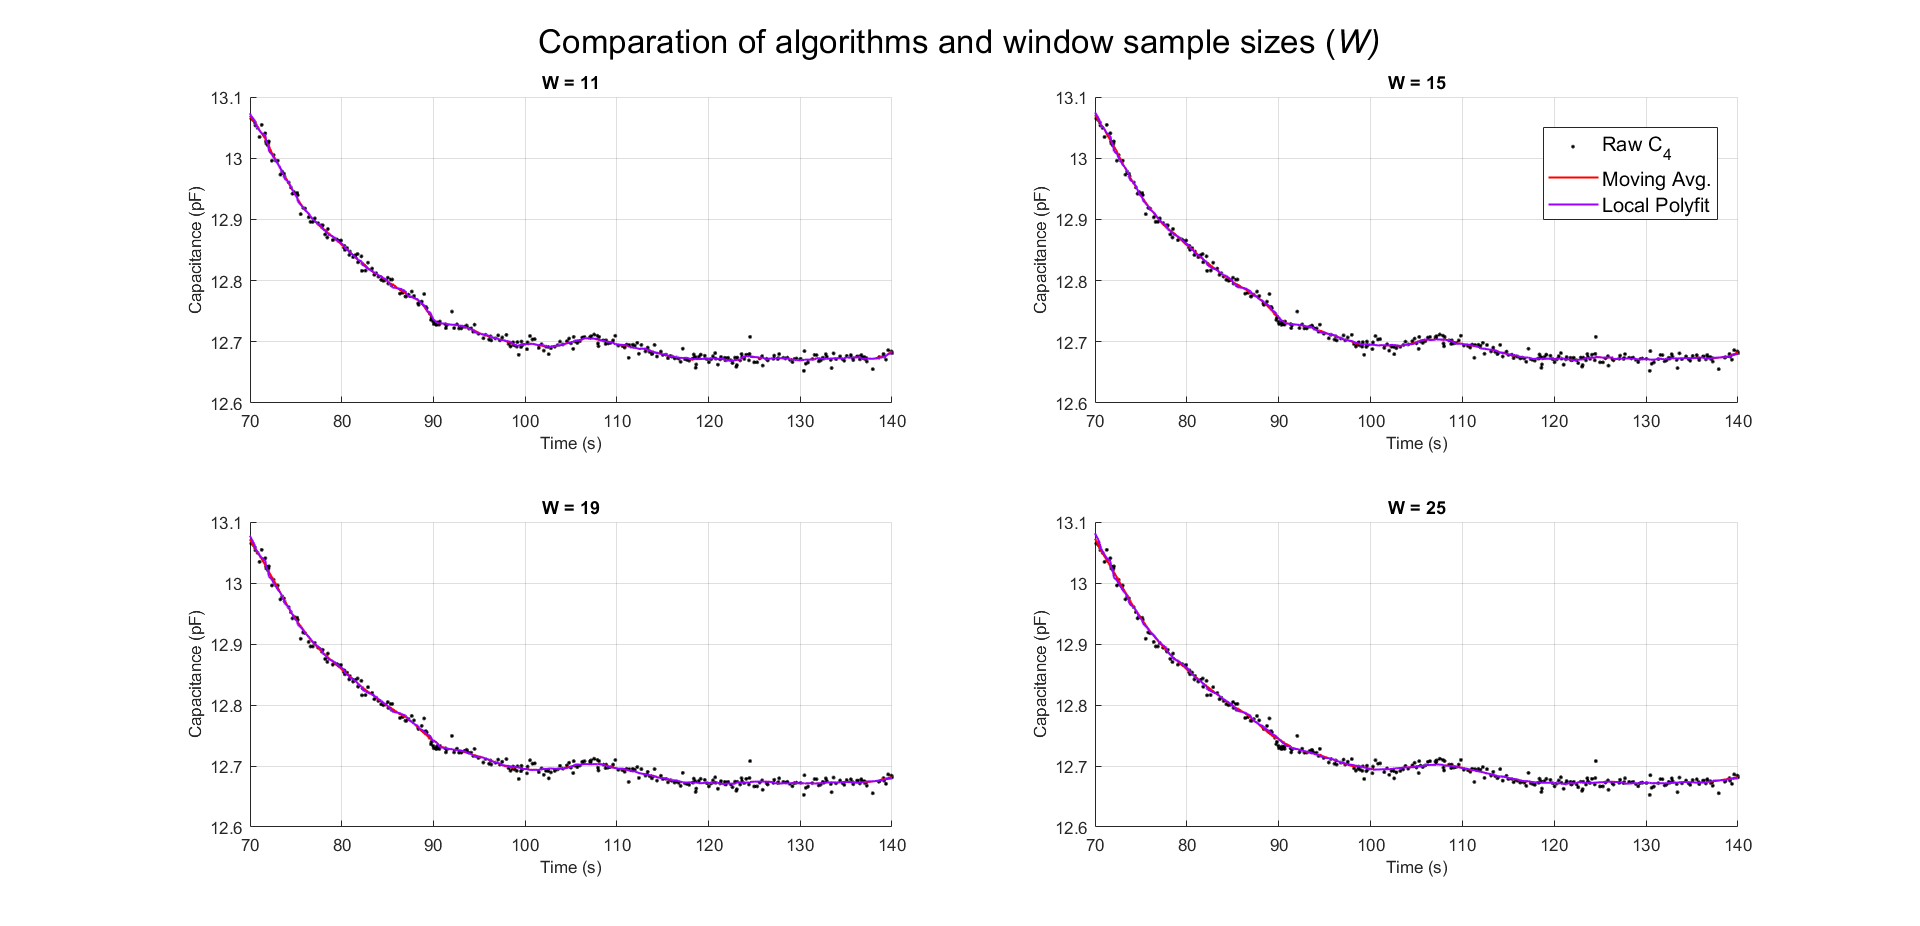 Comparation of algorithms and window sample sizes (W)
W = 11
13.1
13
12.9
12.8
12.7
12.6
Capacitance (pF)
70 80 90 100 110 120 130 140
Time (s)
W = 15
13.1
13
12.9
12.8
12.7
12.6
Capacitance (pF)
Raw C4
Moving Avg.
Local Polyfit
70 80 90 100 110 120 130 140
Time (s)
W = 19
13.1
13
12.9
12.8
12.7
12.6
Capacitance (pF)
70 80 90 100 110 120 130 140
Time (s)
W = 25
13.1
13
12.9
12.8
12.7
12.6
Capacitance (pF)
70 80 90 100 110 120 130 140
Time (s)